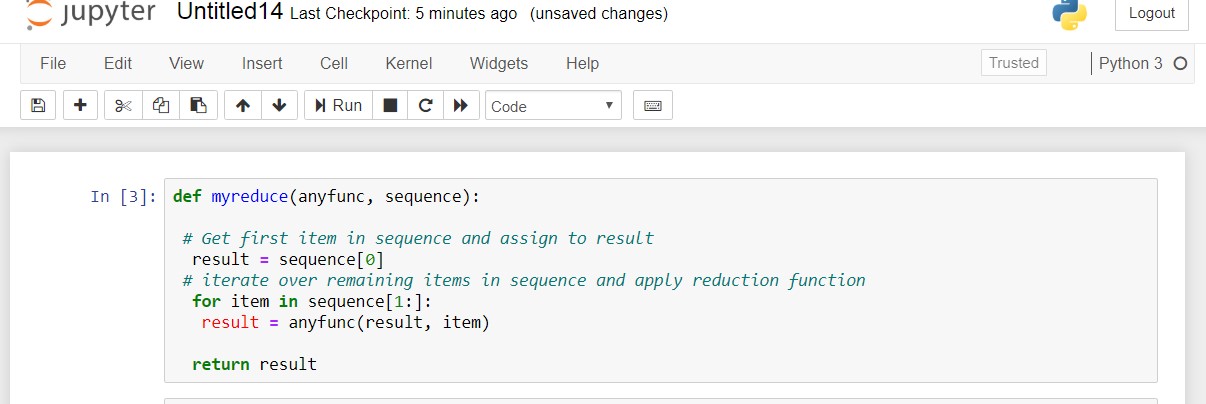 jupyter Untitled14 Last Checkpoint: 5 minutes ago (unsaved changes)
Logout
File Edit View Insert Cell Kernel Widgets Help
Trusted
Python 3
Run
Code
In [3]:
def myreduce(anyfunc, sequence):
# Get first item in sequence and assign to result
result = sequence[0]
# iterate over remaining items in sequence and apply reduction function
for item in sequence[1:]:
result = anyfunc(result, item)
return result